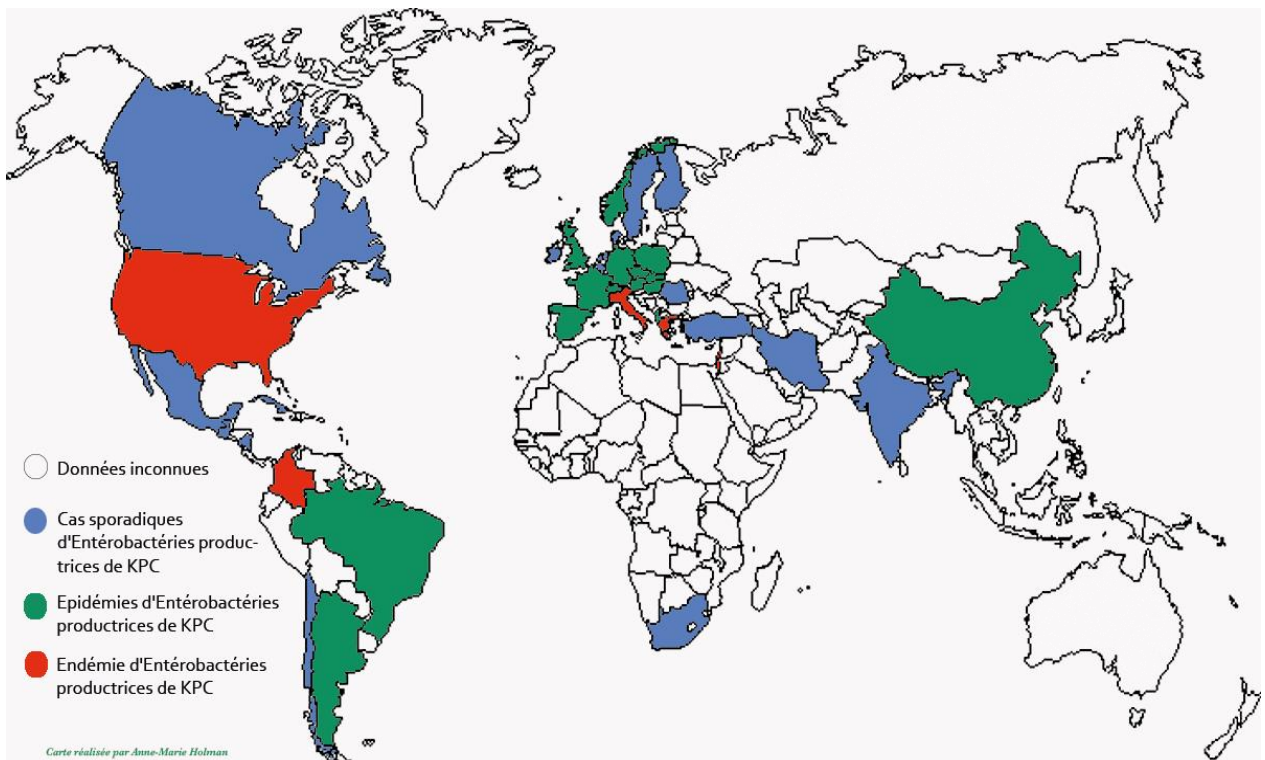 Données inconnues
Cas sporadiques
d'Entérobactéries produc-
trices de KPC
Epidémies d'Entérobactéries
productrices de KPC
Endémie d'Entérobactéries
productrices de KPC
Carte réalisée par Anne-Marie Holman